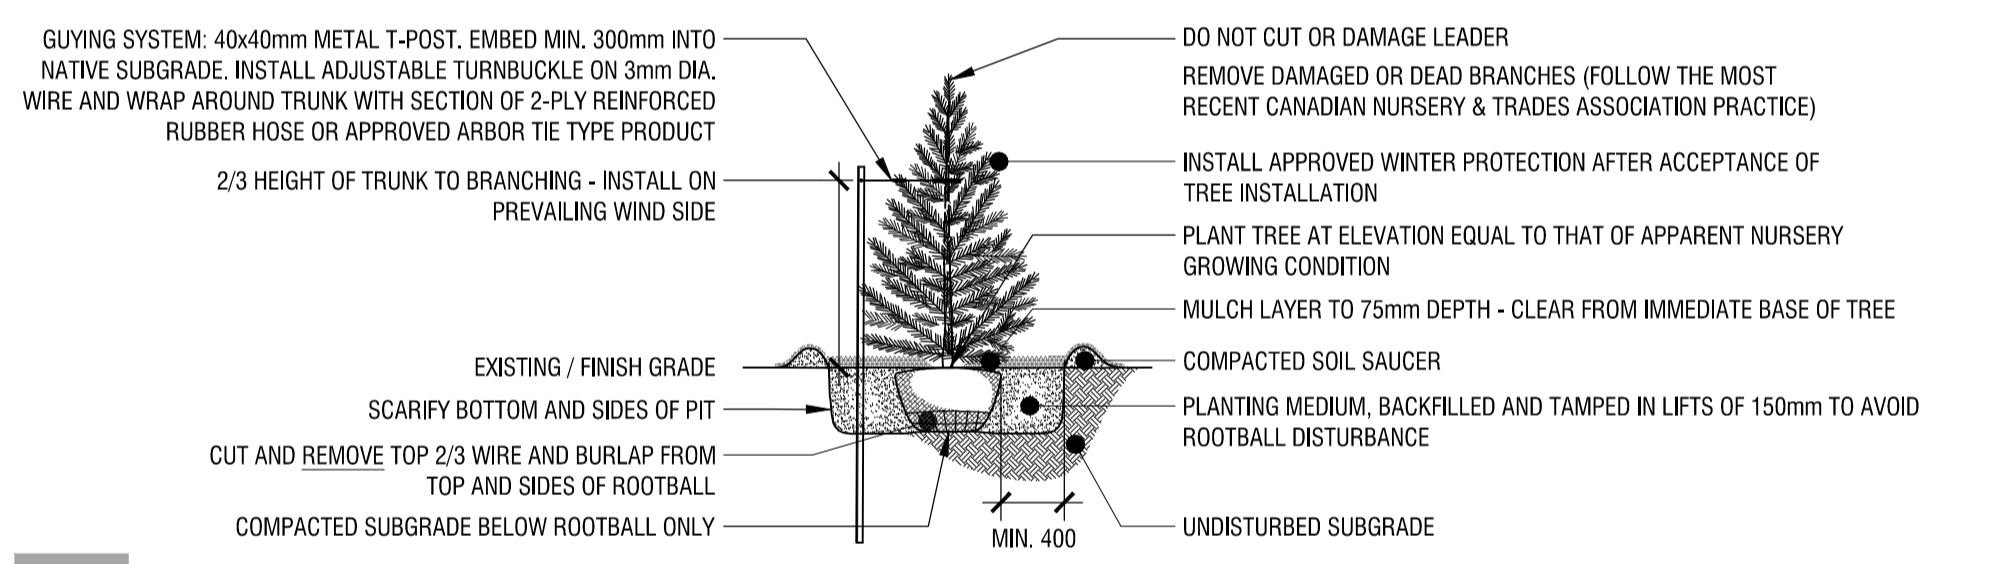 GUYING SYSTEM: 40x40mm METAL T-POST. EMBED MIN. 300mm INTO
NATIVE SUBGRADE. INSTALL ADJUSTABLE TURNBUCKLE ON 3mm DIA.
WIRE AND WRAP AROUND TRUNK WITH SECTION OF 2-PLY REINFORCED
RUBBER HOSE OR APPROVED ARBOR TIE TYPE PRODUCT
2/3 HEIGHT OF TRUNK TO BRANCHING - INSTALL ON
PREVAILING WIND SIDE
EXISTING / FINISH GRADE
SCARIFY BOTTOM AND SIDES OF PIT
CUT AND REMOVE TOP 2/3 WIRE AND BURLAP FROM
TOP AND SIDES OF ROOTBALL
COMPACTED SUBGRADE BELOW ROOTBALL ONLY
MIN. 400
DO NOT CUT OR DAMAGE LEADER
REMOVE DAMAGED OR DEAD BRANCHES (FOLLOW THE MOST
RECENT CANADIAN NURSERY & TRADES ASSOCIATION PRACTICE)
INSTALL APPROVED WINTER PROTECTION AFTER ACCEPTANCE OF
TREE INSTALLATION
PLANT TREE AT ELEVATION EQUAL TO THAT OF APPARENT NURSERY
GROWING CONDITION
MULCH LAYER TO 75mm DEPTH - CLEAR FROM IMMEDIATE BASE OF TREE
COMPACTED SOIL SAUCER
PLANTING MEDIUM, BACKFILLED AND TAMPED IN LIFTS OF 150mm TO AVOID
ROOTBALL DISTURBANCE
UNDISTURBED SUBGRADE